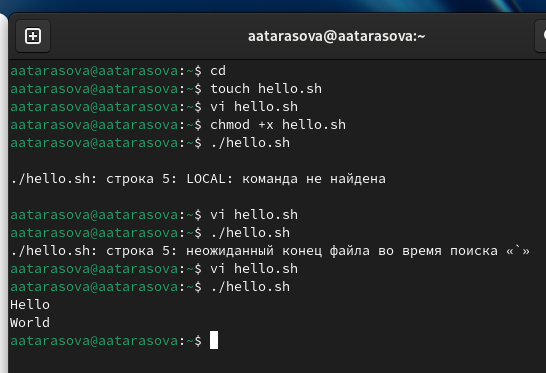 aatarasova@aatarasova:~
aatarasova@aatarasova:~$ cd
aatarasova@aatarasova:~$ touch hello.sh
aatarasova@aatarasova:~$ vi hello.sh
aatarasova@aatarasova:~$ chmod +x hello.sh
aatarasova@aatarasova:~$ ./hello.sh
./hello.sh: строка 5: LOCAL: команда не найдена
aatarasova@aatarasova:~$ vi hello.sh
aatarasova@aatarasova:~$ ./hello.sh
./hello.sh: строка 5: неожиданный конец файла во время поиска «`»
aatarasova@aatarasova:~$ vi hello.sh
aatarasova@aatarasova:~$ ./hello.sh
Hello
World
aatarasova@aatarasova:~$